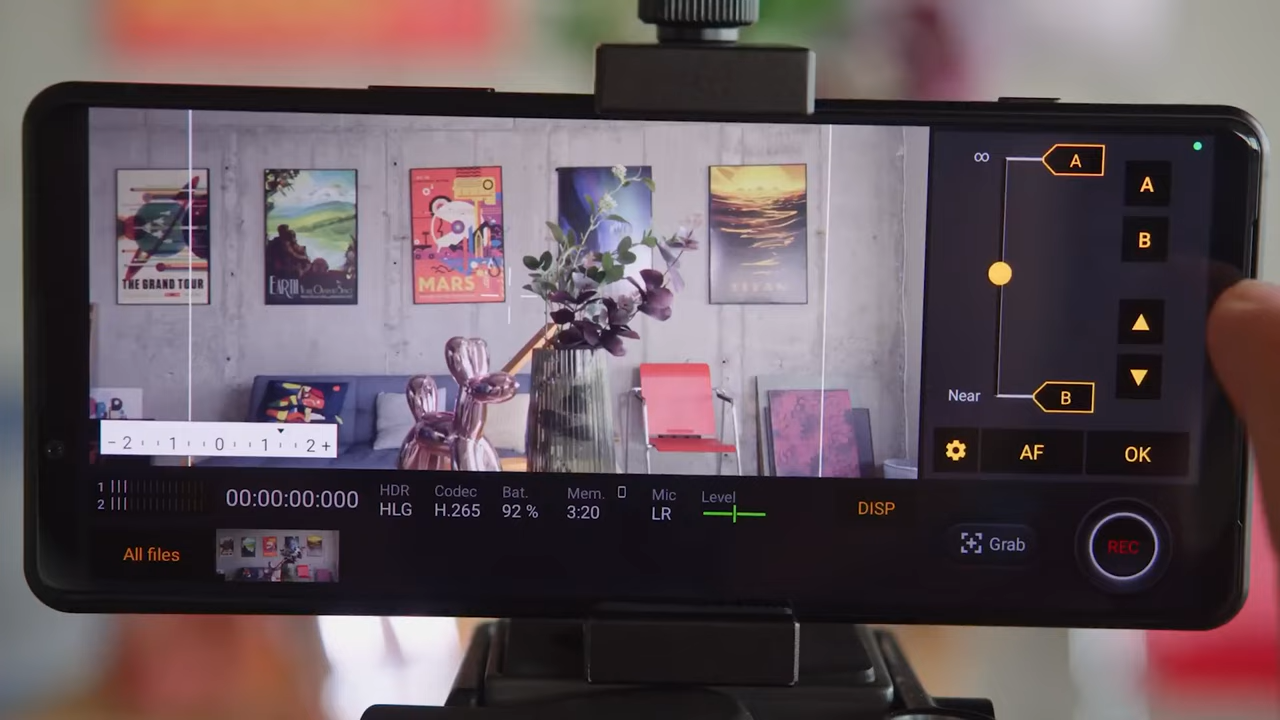 THE GRAND TOUR
EARTH
MARS
TITAN
-2 1 0 1 2+
∞
A
B
Near
A
B
AF
OK
1
2
00:00:00:000
HDR
HLG
Codec
H.265
Bat.
92 %
Mem.
3:20
Mic
LR
Level
DISP
Grab
REC
All files